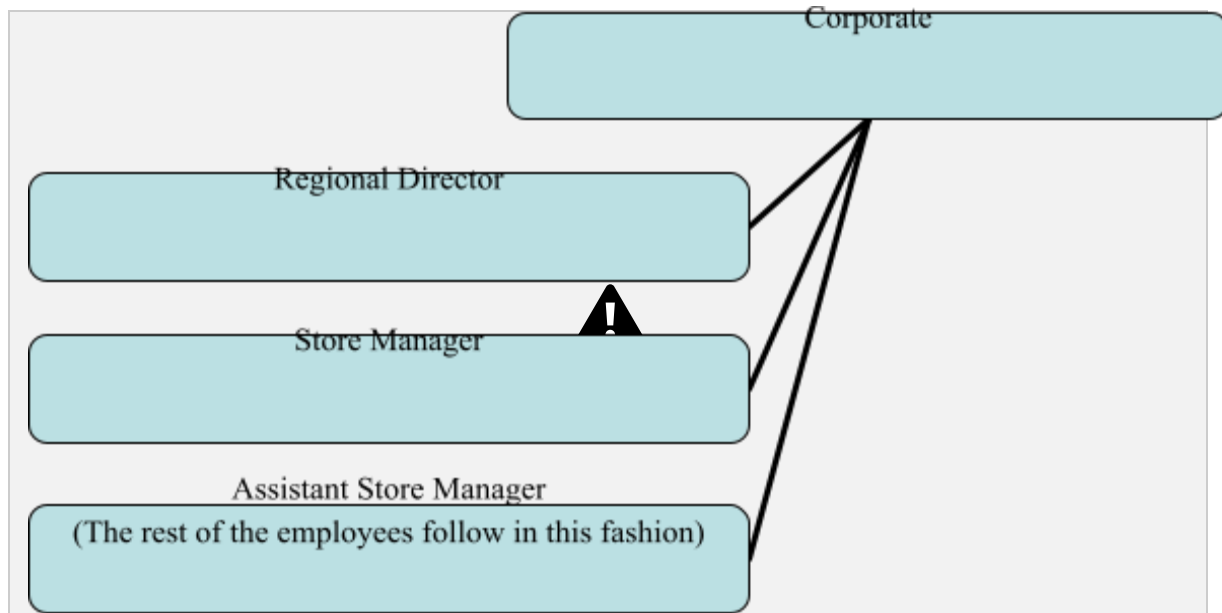 Corporate
Regional Director
Store Manager
Assistant Store Manager
(The rest of the employees follow in this fashion)